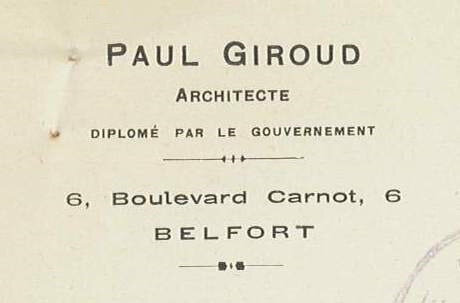 PAUL GIROUD
ARCHITECTE
DIPLOMÉ PAR LE GOUVERNEMENT
6, Boulevard Carnot, 6
BELFORT